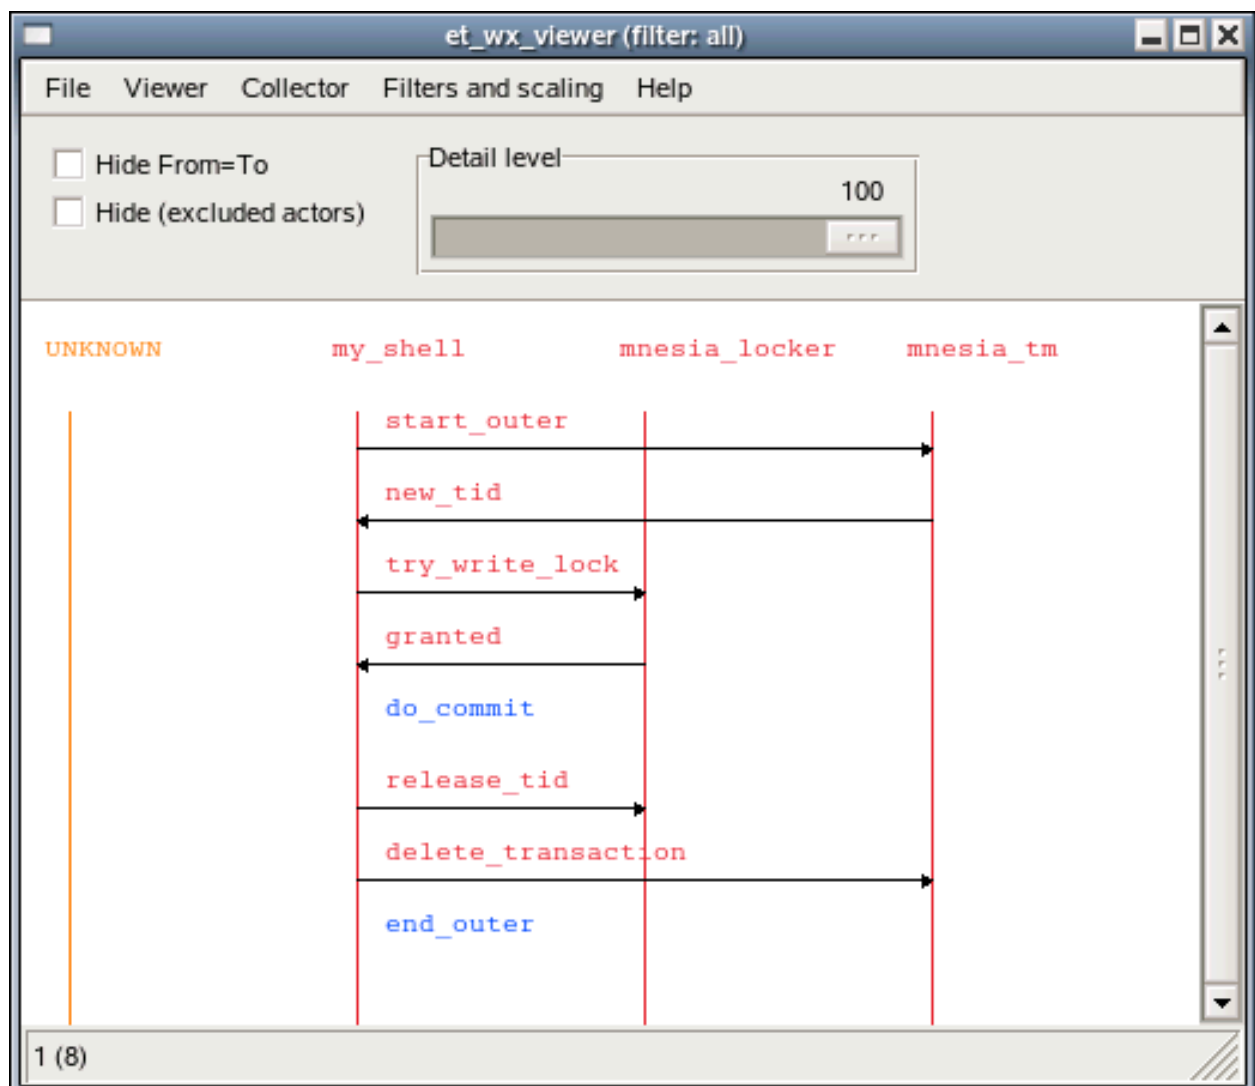 et_wx_viewer (filter: all)
File Viewer Collector Filters and scaling Help
Hide From=To
Hide (excluded actors)
Detail level
100
UNKNOWN my_shell mnesia_locker mnesia_tm
start_outer
new_tid
try_write_lock
granted
do_commit
release_tid
delete_transaction
end_outer
1 (8)